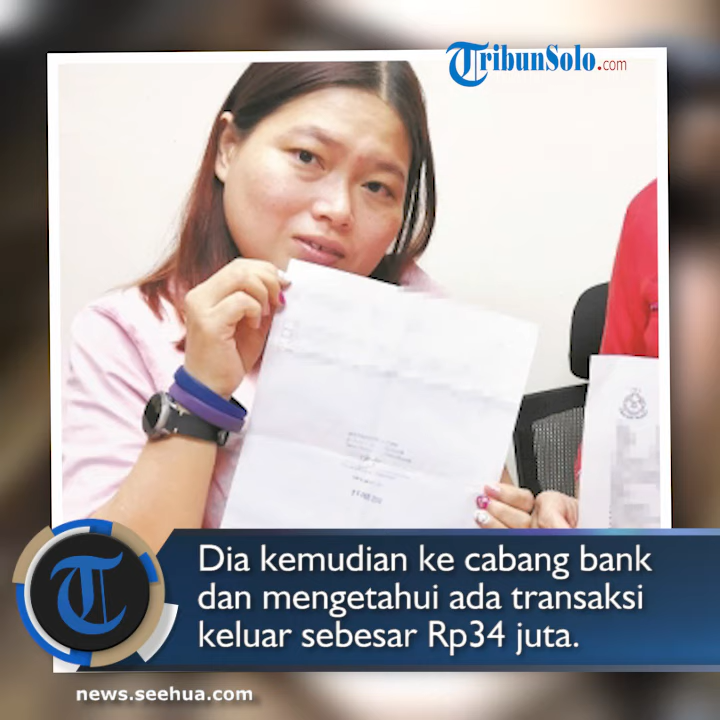 TribunSolo.com
Dia kemudian ke cabang bank
dan mengetahui ada transaksi
keluar sebesar Rp34 juta.
news.seehua.com